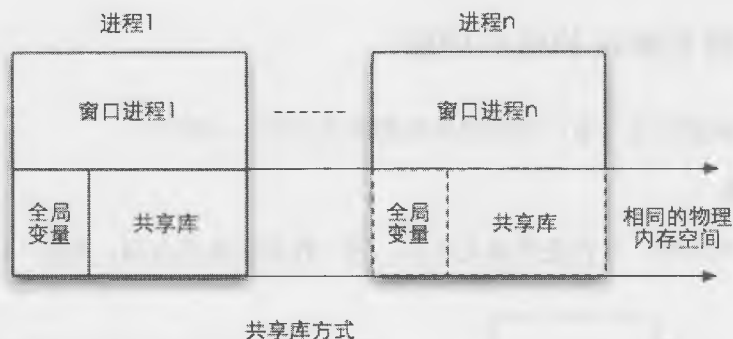 进程1
进程n
窗口进程1
窗口进程n
全局
变量
共享库
全局
变量
共享库
相同的物理
内存空间
共享库方式